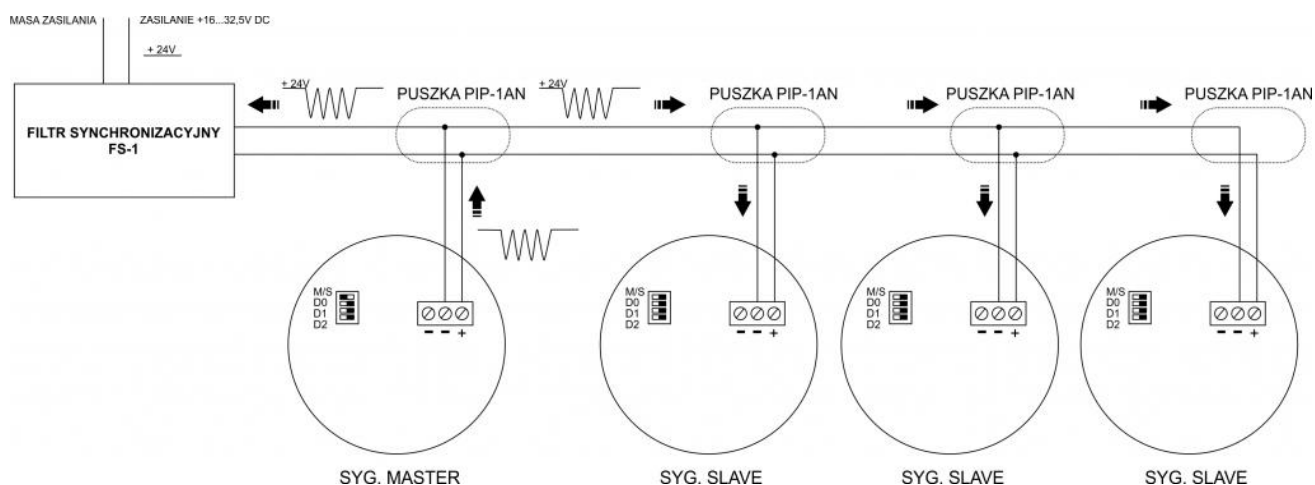 MASA ZASILANIA
ZASILANIE +16...32,5V DC
+ 24V
FILTR SYNCHRONIZACYJNY
FS-1
+ 24V
PUSZKA PIP-1AN
+ 24V
PUSZKA PIP-1AN
PUSZKA PIP-1AN
PUSZKA PIP-1AN
M/S
D0
D1
D2
- - +
M/S
D0
D1
D2
- - +
M/S
D0
D1
D2
- - +
M/S
D0
D1
D2
- - +
SYG. MASTER
SYG. SLAVE
SYG. SLAVE
SYG. SLAVE